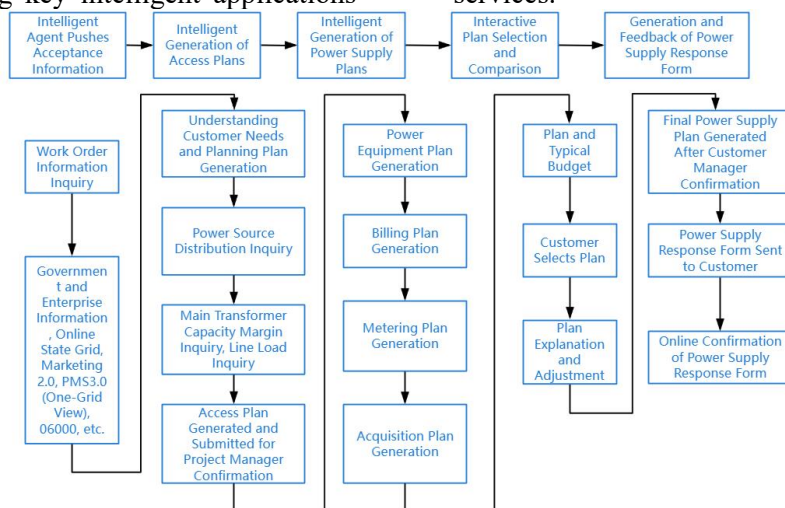 g key intelligent applications
services.
Intelligent
Agent Pushes
Acceptance
Information
Intelligent
Generation of
Access Plans
Intelligent
Generation of
Power Supply
Plans
Interactive
Plan Selection
and
Comparison
Generation and
Feedback of Power
Supply Response
Form
Work Order
Information
Inquiry
Governmen
t and
Enterprise
Information
, Online
State Grid,
Marketing
2.0, PMS3.0
(One-Grid
View),
06000, etc.
Understanding
Customer Needs
and Planning Plan
Generation
Power Source
Distribution Inquiry
Main Transformer
Capacity Margin
Inquiry, Line Load
Inquiry
Access Plan
Generated and
Submitted for
Project Manager
Confirmation
Power
Equipment Plan
Generation
Billing Plan
Generation
Metering Plan
Generation
Acquisition Plan
Generation
Plan and
Typical
Budget
Customer
Selects Plan
Plan
Explanation
and
Adjustment
Final Power Supply
Plan Generated
After Customer
Manager
Confirmation
Power Supply
Response Form Sent
to Customer
Online Confirmation
of Power Supply
Response Form